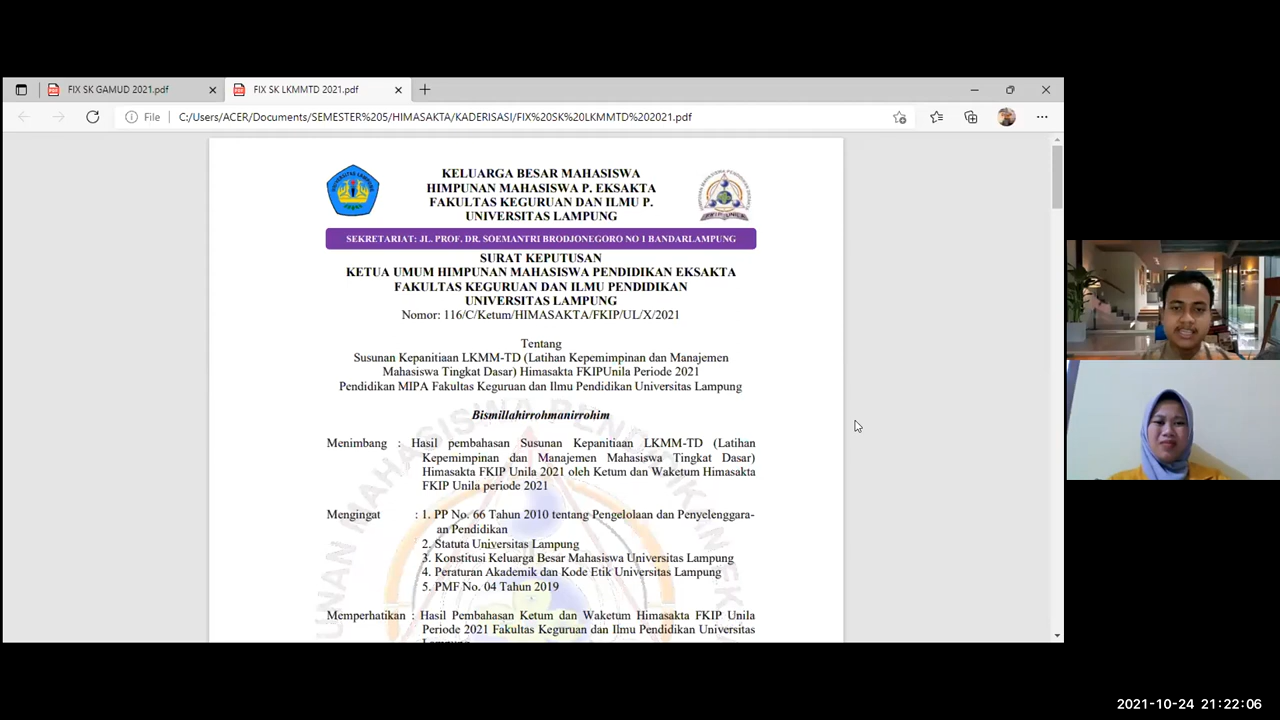 FIX SK GAMUD 2021.pdf
FIX SK LKMMTD 2021.pdf
File
C:/Users/ACER/Documents/SEMESTER%205/HIMASAKTA/KADERISASI/FIX%20SK%20LKMMTD%202021.pdf
KELUARGA BESAR MAHASISWA
HIMPUNAN MAHASISWA P. EKSAKTA
FAKULTAS KEGURUAN DAN ILMU P.
UNIVERSITAS LAMPUNG
SEKRETARIAT: JL. PROF. DR. SOEMANTRI BRODJONEGORO NO 1 BANDARLAMPUNG
SURAT KEPUTUSAN
KETUA UMUM HIMPUNAN MAHASISWA PENDIDIKAN EKSAKTA
FAKULTAS KEGURUAN DAN ILMU PENDIDIKAN
UNIVERSITAS LAMPUNG
Nomor: 116/C/Ketum/HIMASAKTA/FKIP/UL/X/2021
Tentang
Susunan Kepanitiaan LKMM-TD (Latihan Kepemimpinan dan Manajemen
Mahasiswa Tingkat Dasar) Himasakta FKIPUnila Periode 2021
Pendidikan MIPA Fakultas Keguruan dan Ilmu Pendidikan Universitas Lampung
Bismillahirrohmanirrohim
Menimbang : Hasil pembahasan Susunan Kepanitiaan LKMM-TD (Latihan
Kepemimpinan dan Manajemen Mahasiswa Tingkat Dasar)
Himasakta FKIP Unila 2021 oleh Ketum dan Waketum Himasakta
FKIP Unila periode 2021
Mengingat : 1. PP No. 66 Tahun 2010 tentang Pengelolaan dan Penyelenggara-
an Pendidikan
2. Statuta Universitas Lampung
3. Konstitusi Keluarga Besar Mahasiswa Universitas Lampung
4. Peraturan Akademik dan Kode Etik Universitas Lampung
5. PMF No. 04 Tahun 2019
Memperhatikan : Hasil Pembahasan Ketum dan Waketum Himasakta FKIP Unila
Periode 2021 Fakultas Keguruan dan Ilmu Pendidikan Universitas
2021-10-24 21:22:06